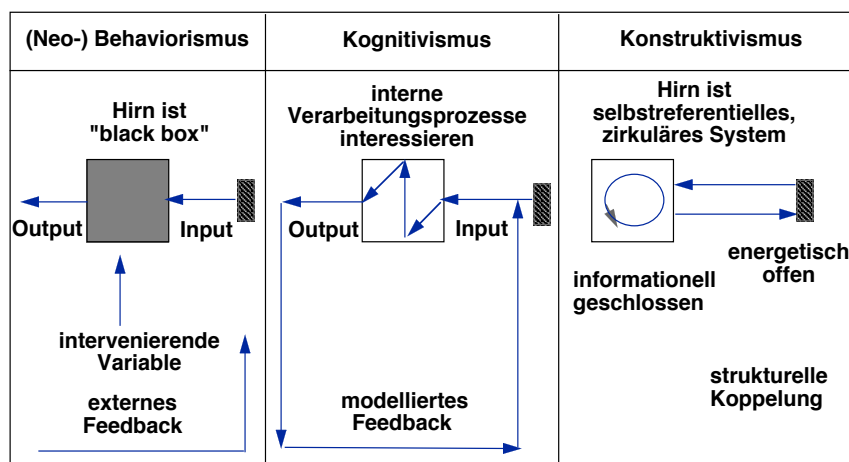 (Neo-) Behaviorismus
Hirn ist
"black box"
Output
Input
intervenierende
Variable
externes
Feedback
Kognitivismus
interne
Verarbeitungsprozesse
interessieren
Output
Input
modelliertes
Feedback
Konstruktivismus
Hirn ist
selbstreferentielles,
zirkuläres System
informationell
geschlossen
energetisch
offen
strukturelle
Koppelung